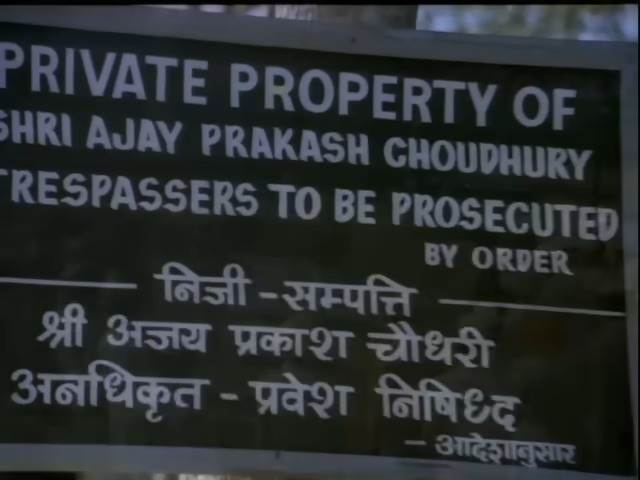 PRIVATE PROPERTY OF
SHRI AJAY PRAKASH CHOUDHURY
TRESPASSERS TO BE PROSECUTED
BY ORDER
निजी - सम्पत्ति
श्री अजय प्रकाश चौधरी
अनधिकृत - प्रवेश निषिध्द
- आदेशानुसार